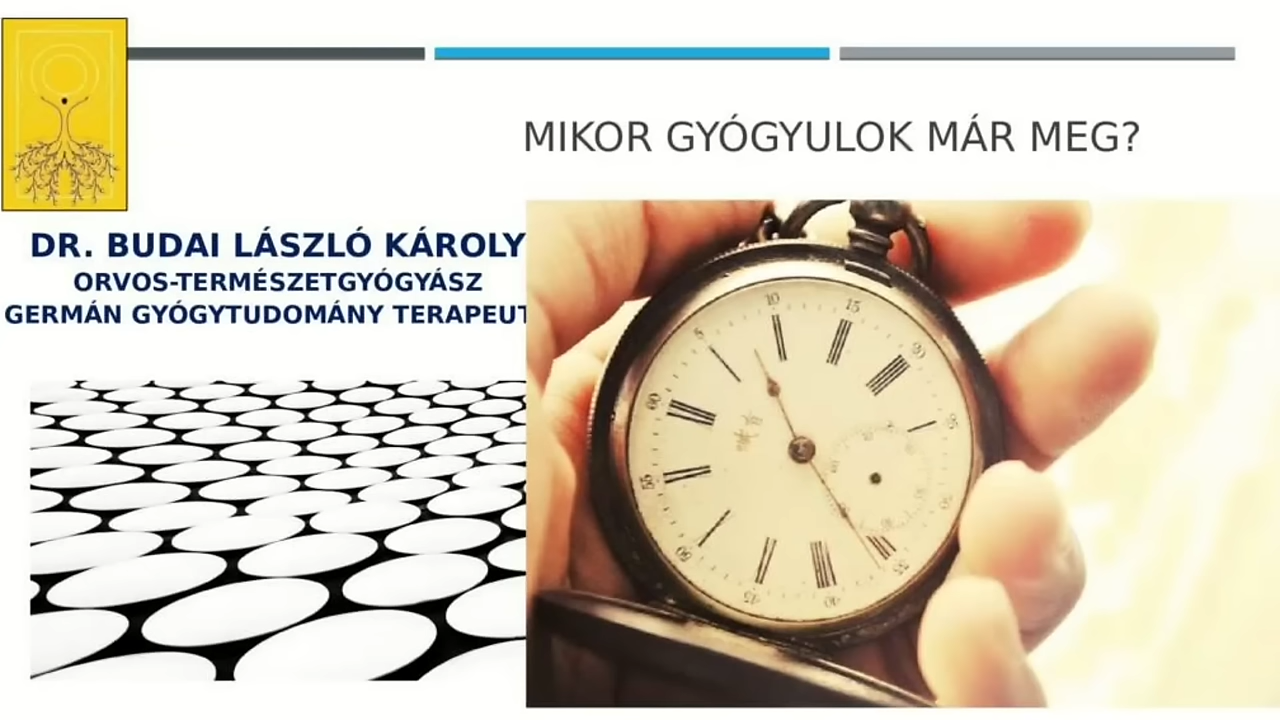 MIKOR GYÓGYULOK MÁR MEG?
DR. BUDAI LÁSZLÓ KÁROLY
ORVOS-TERMÉSZETGYÓGYÁSZ
GERMÁN GYÓGYTUDOMÁNY TERAPEUT